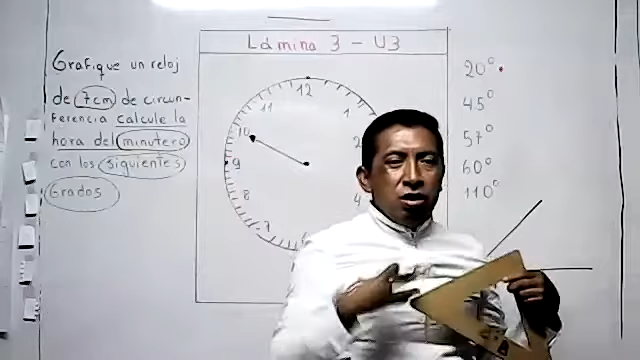 Lámina 3 - U3
Grafique un reloj
de 7cm de circun-
ferencia calcule la
hora del minutero
con los siguientes
Grados
12
11
1
10
2
9
8
4
7
6
20°
45°
57°
60°
110°